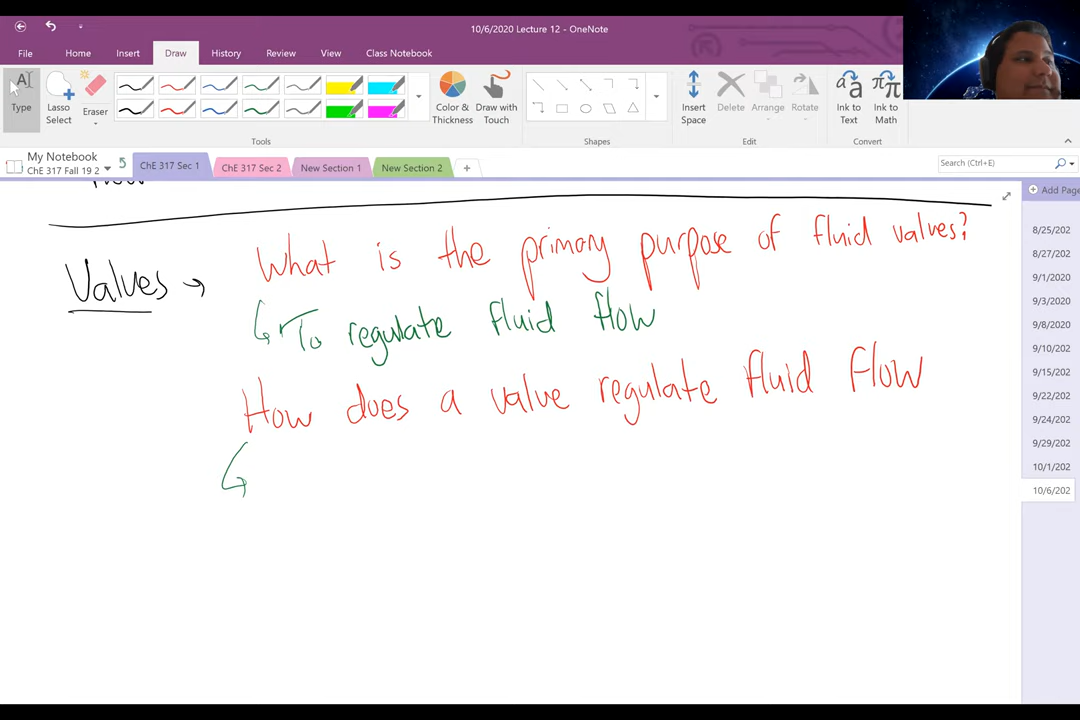 10/6/2020 Lecture 12 - OneNote
File Home Insert Draw History Review View Class Notebook
Type
Lasso Select
Eraser
Color & Thickness
Draw with Touch
Insert Space
Delete
Arrange
Rotate
Ink to Text
Ink to Math
Tools Shapes Edit Convert
My Notebook
ChE 317 Fall 19 2
ChE 317 Sec 1 ChE 317 Sec 2 New Section 1 New Section 2 +
Search (Ctrl+E)
Add Page
Valves → What is the primary purpose of fluid valves?
↳ To regulate fluid flow
How does a valve regulate fluid flow
↳
8/25/202
8/27/202
9/1/2020
9/3/2020
9/8/2020
9/10/202
9/15/202
9/22/202
9/24/202
9/29/202
10/1/202
10/6/202